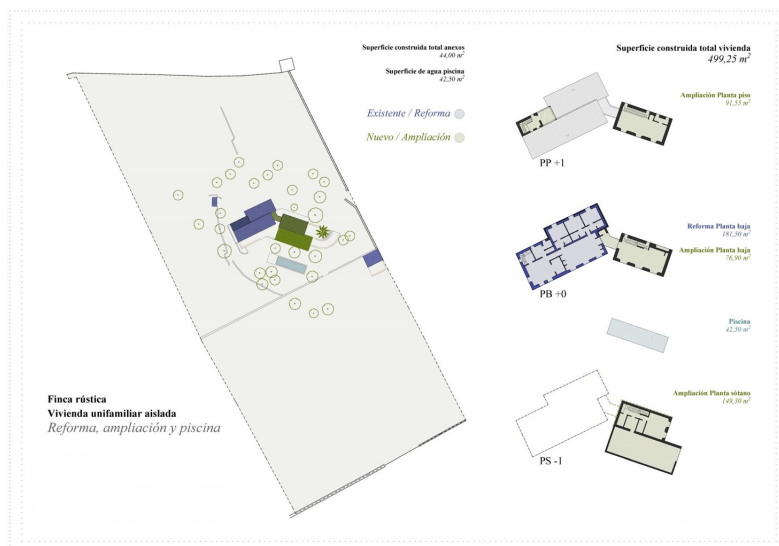 Superficie construida total anexos
44,00 m²
Superficie de agua piscina
42,50 m²
Existente / Reforma
Nuevo / Ampliación
Superficie construida total vivienda
499,25 m²
Ampliación Planta piso
91,55 m²
PP +1
Reforma Planta baja
181,50 m²
Ampliación Planta baja
76,90 m²
PB +0
Piscina
42,50 m²
Ampliación Planta sótano
149,30 m²
PS -1
Finca rústica
Vivienda unifamiliar aislada
Reforma, ampliación y piscina